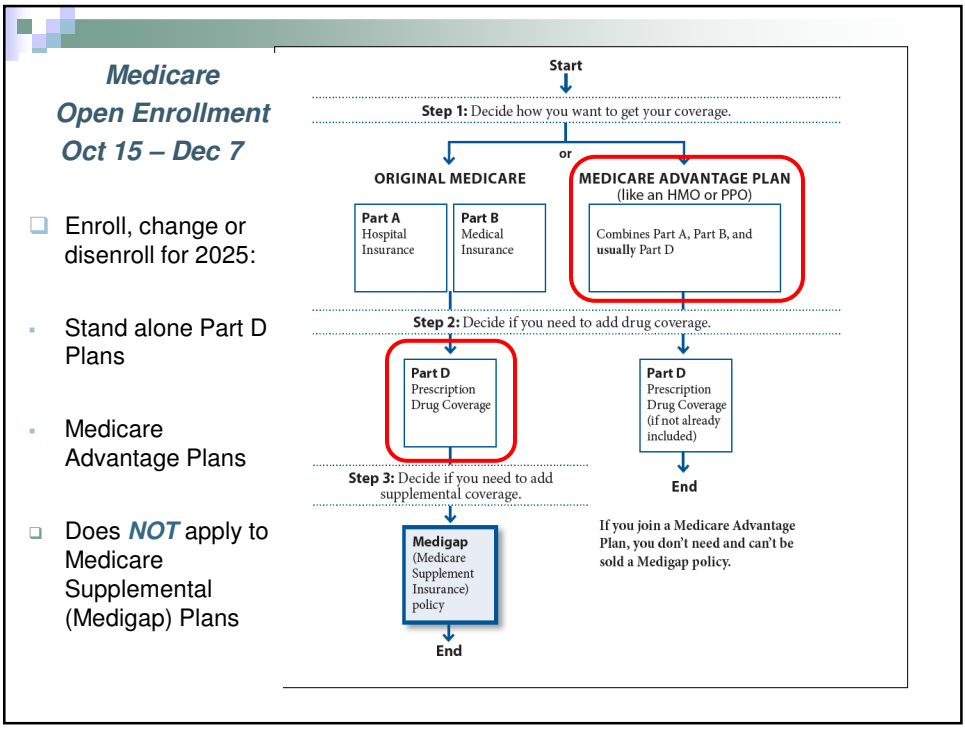 Medicare
Open Enrollment
Oct 15 – Dec 7
Enroll, change or
disenroll for 2025:
Stand alone Part D
Plans
Medicare
Advantage Plans
Does NOT apply to
Medicare
Supplemental
(Medigap) Plans
Start
Step 1: Decide how you want to get your coverage.
or
ORIGINAL MEDICARE
MEDICARE ADVANTAGE PLAN
(like an HMO or PPO)
Part A
Hospital
Insurance
Part B
Medical
Insurance
Combines Part A, Part B, and
usually Part D
Step 2: Decide if you need to add drug coverage.
Part D
Prescription
Drug Coverage
Part D
Prescription
Drug Coverage
(if not already
included)
End
Step 3: Decide if you need to add
supplemental coverage.
Medigap
(Medicare
Supplement
Insurance)
policy
End
If you join a Medicare Advantage
Plan, you don't need and can't be
sold a Medigap policy.